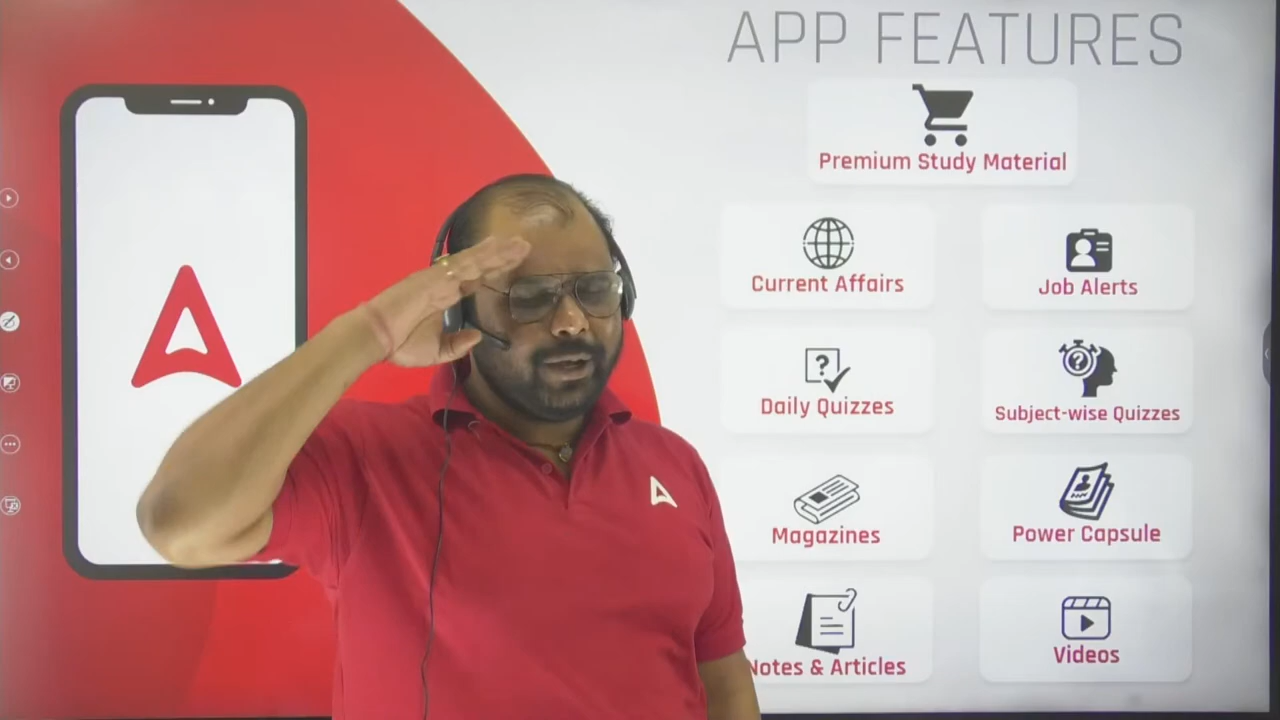 APP FEATURES
Premium Study Material
Current Affairs
Job Alerts
Daily Quizzes
Subject-wise Quizzes
Magazines
Power Capsule
Notes & Articles
Videos